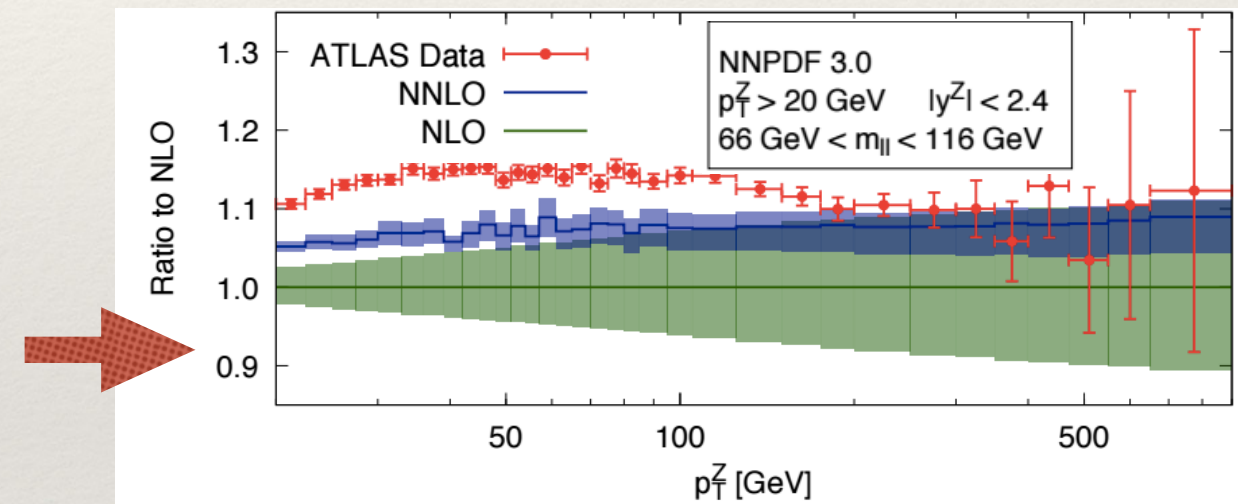 1.3
1.2
1.1
1.0
0.9
Ratio to NLO
ATLAS Data
NNLO
NLO
NNPDF 3.0
p_T^Z > 20 GeV |y^Z| < 2.4
66 GeV < m_ll < 116 GeV
50 100 500
p_T^Z [GeV]